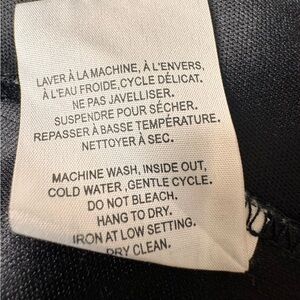 LAVER À LA MACHINE, À L'ENVERS,
À L'EAU FROIDE,CYCLE DÉLICAT.
NE PAS JAVELLISER.
SUSPENDRE POUR SÉCHER.
REPASSER À BASSE TEMPÉRATURE.
NETTOYER À SEC.
MACHINE WASH, INSIDE OUT,
COLD WATER ,GENTLE CYCLE.
DO NOT BLEACH.
HANG TO DRY.
IRON AT LOW SETTING.
DRY CLEAN.